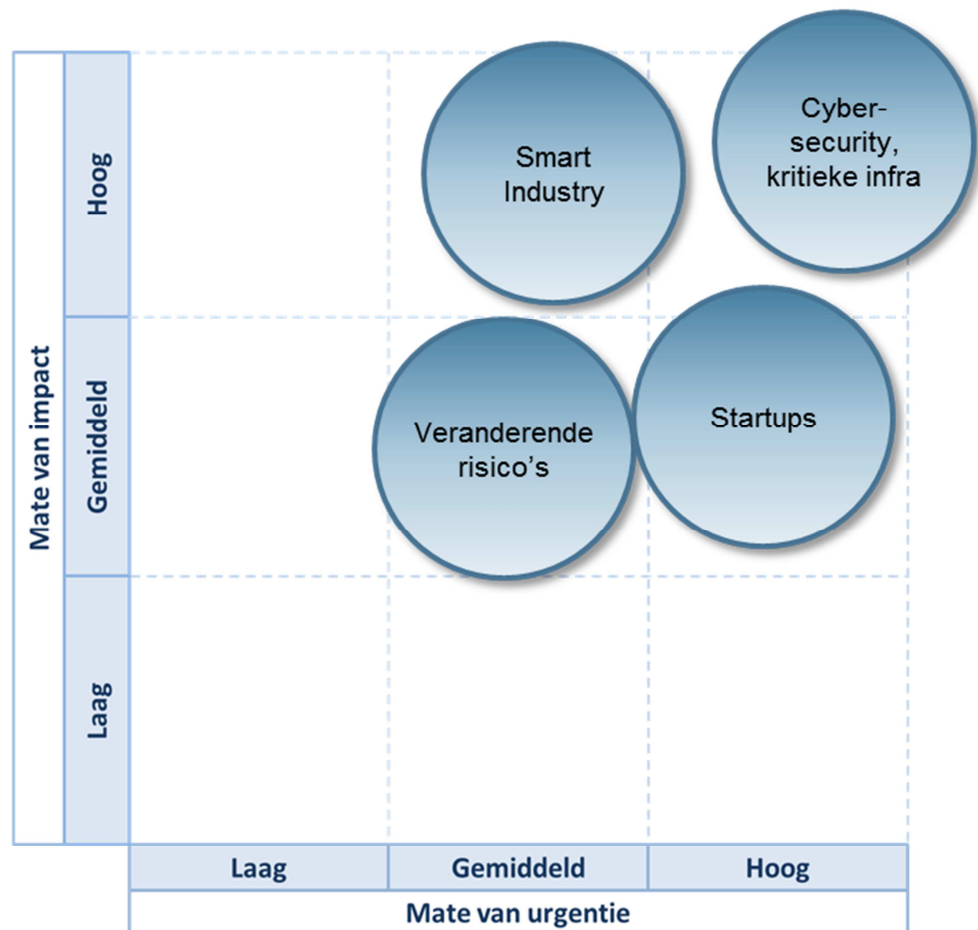 Mate van impact
Hoog
Gemiddeld
Laag
Smart
Industry
Cyber-
security,
kritieke infra
Veranderende
risico's
Startups
Laag
Gemiddeld
Hoog
Mate van urgentie